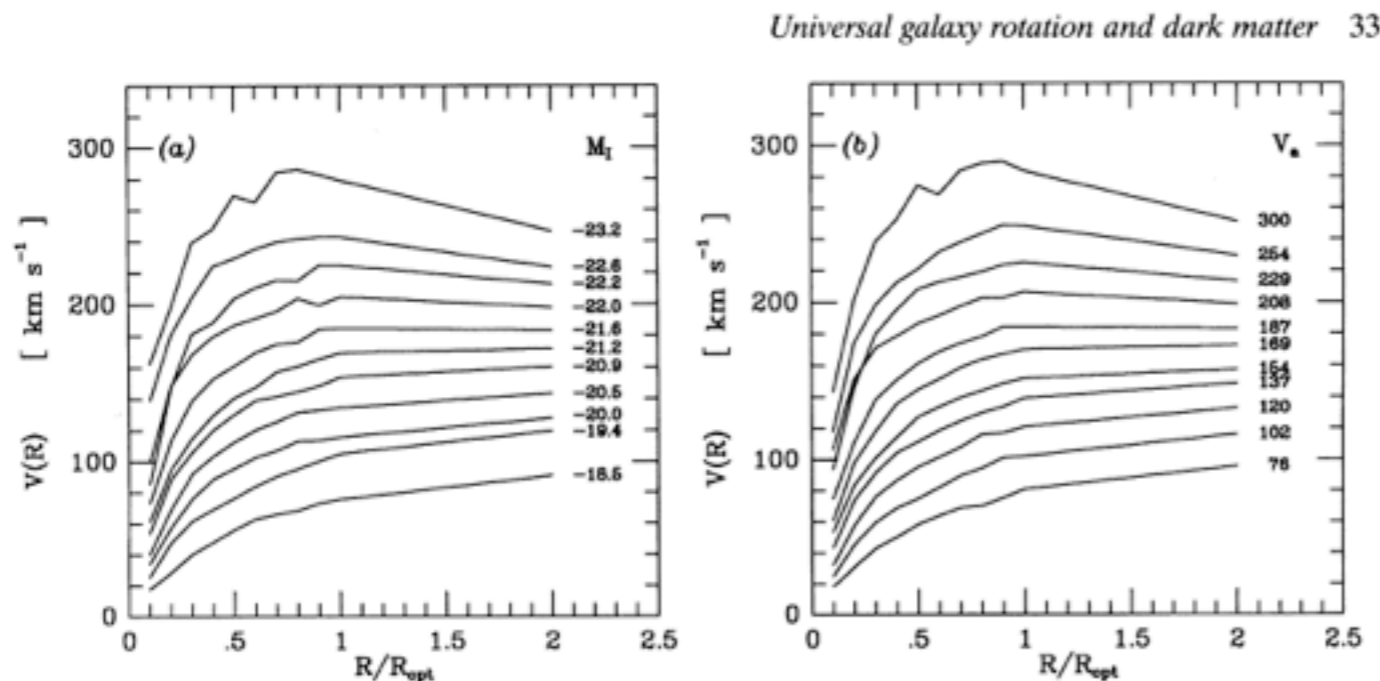 Universal galaxy rotation and dark matter 33
(a)
M_I
300
200
100
0
V(R) [ km s⁻¹ ]
-23.2
-22.6
-22.2
-22.0
-21.6
-21.2
-20.9
-20.5
-20.0
-19.4
-18.5
0 .5 1 1.5 2 2.5
R/R_opt
(b)
V_a
300
200
100
0
V(R) [ km s⁻¹ ]
300
254
229
208
187
169
154
137
120
102
76
0 .5 1 1.5 2 2.5
R/R_opt